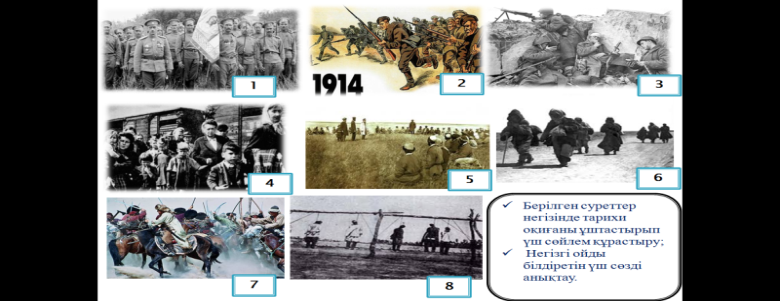 1
1914
2
3
4
5
6
7
8
✓ Берілген суреттер
негізінде тарихи
оқиғаны ұштастырып
үш сөйлем құрастыру;
✓ Негізгі ойды
білдіретін үш сөзді
анықтау.